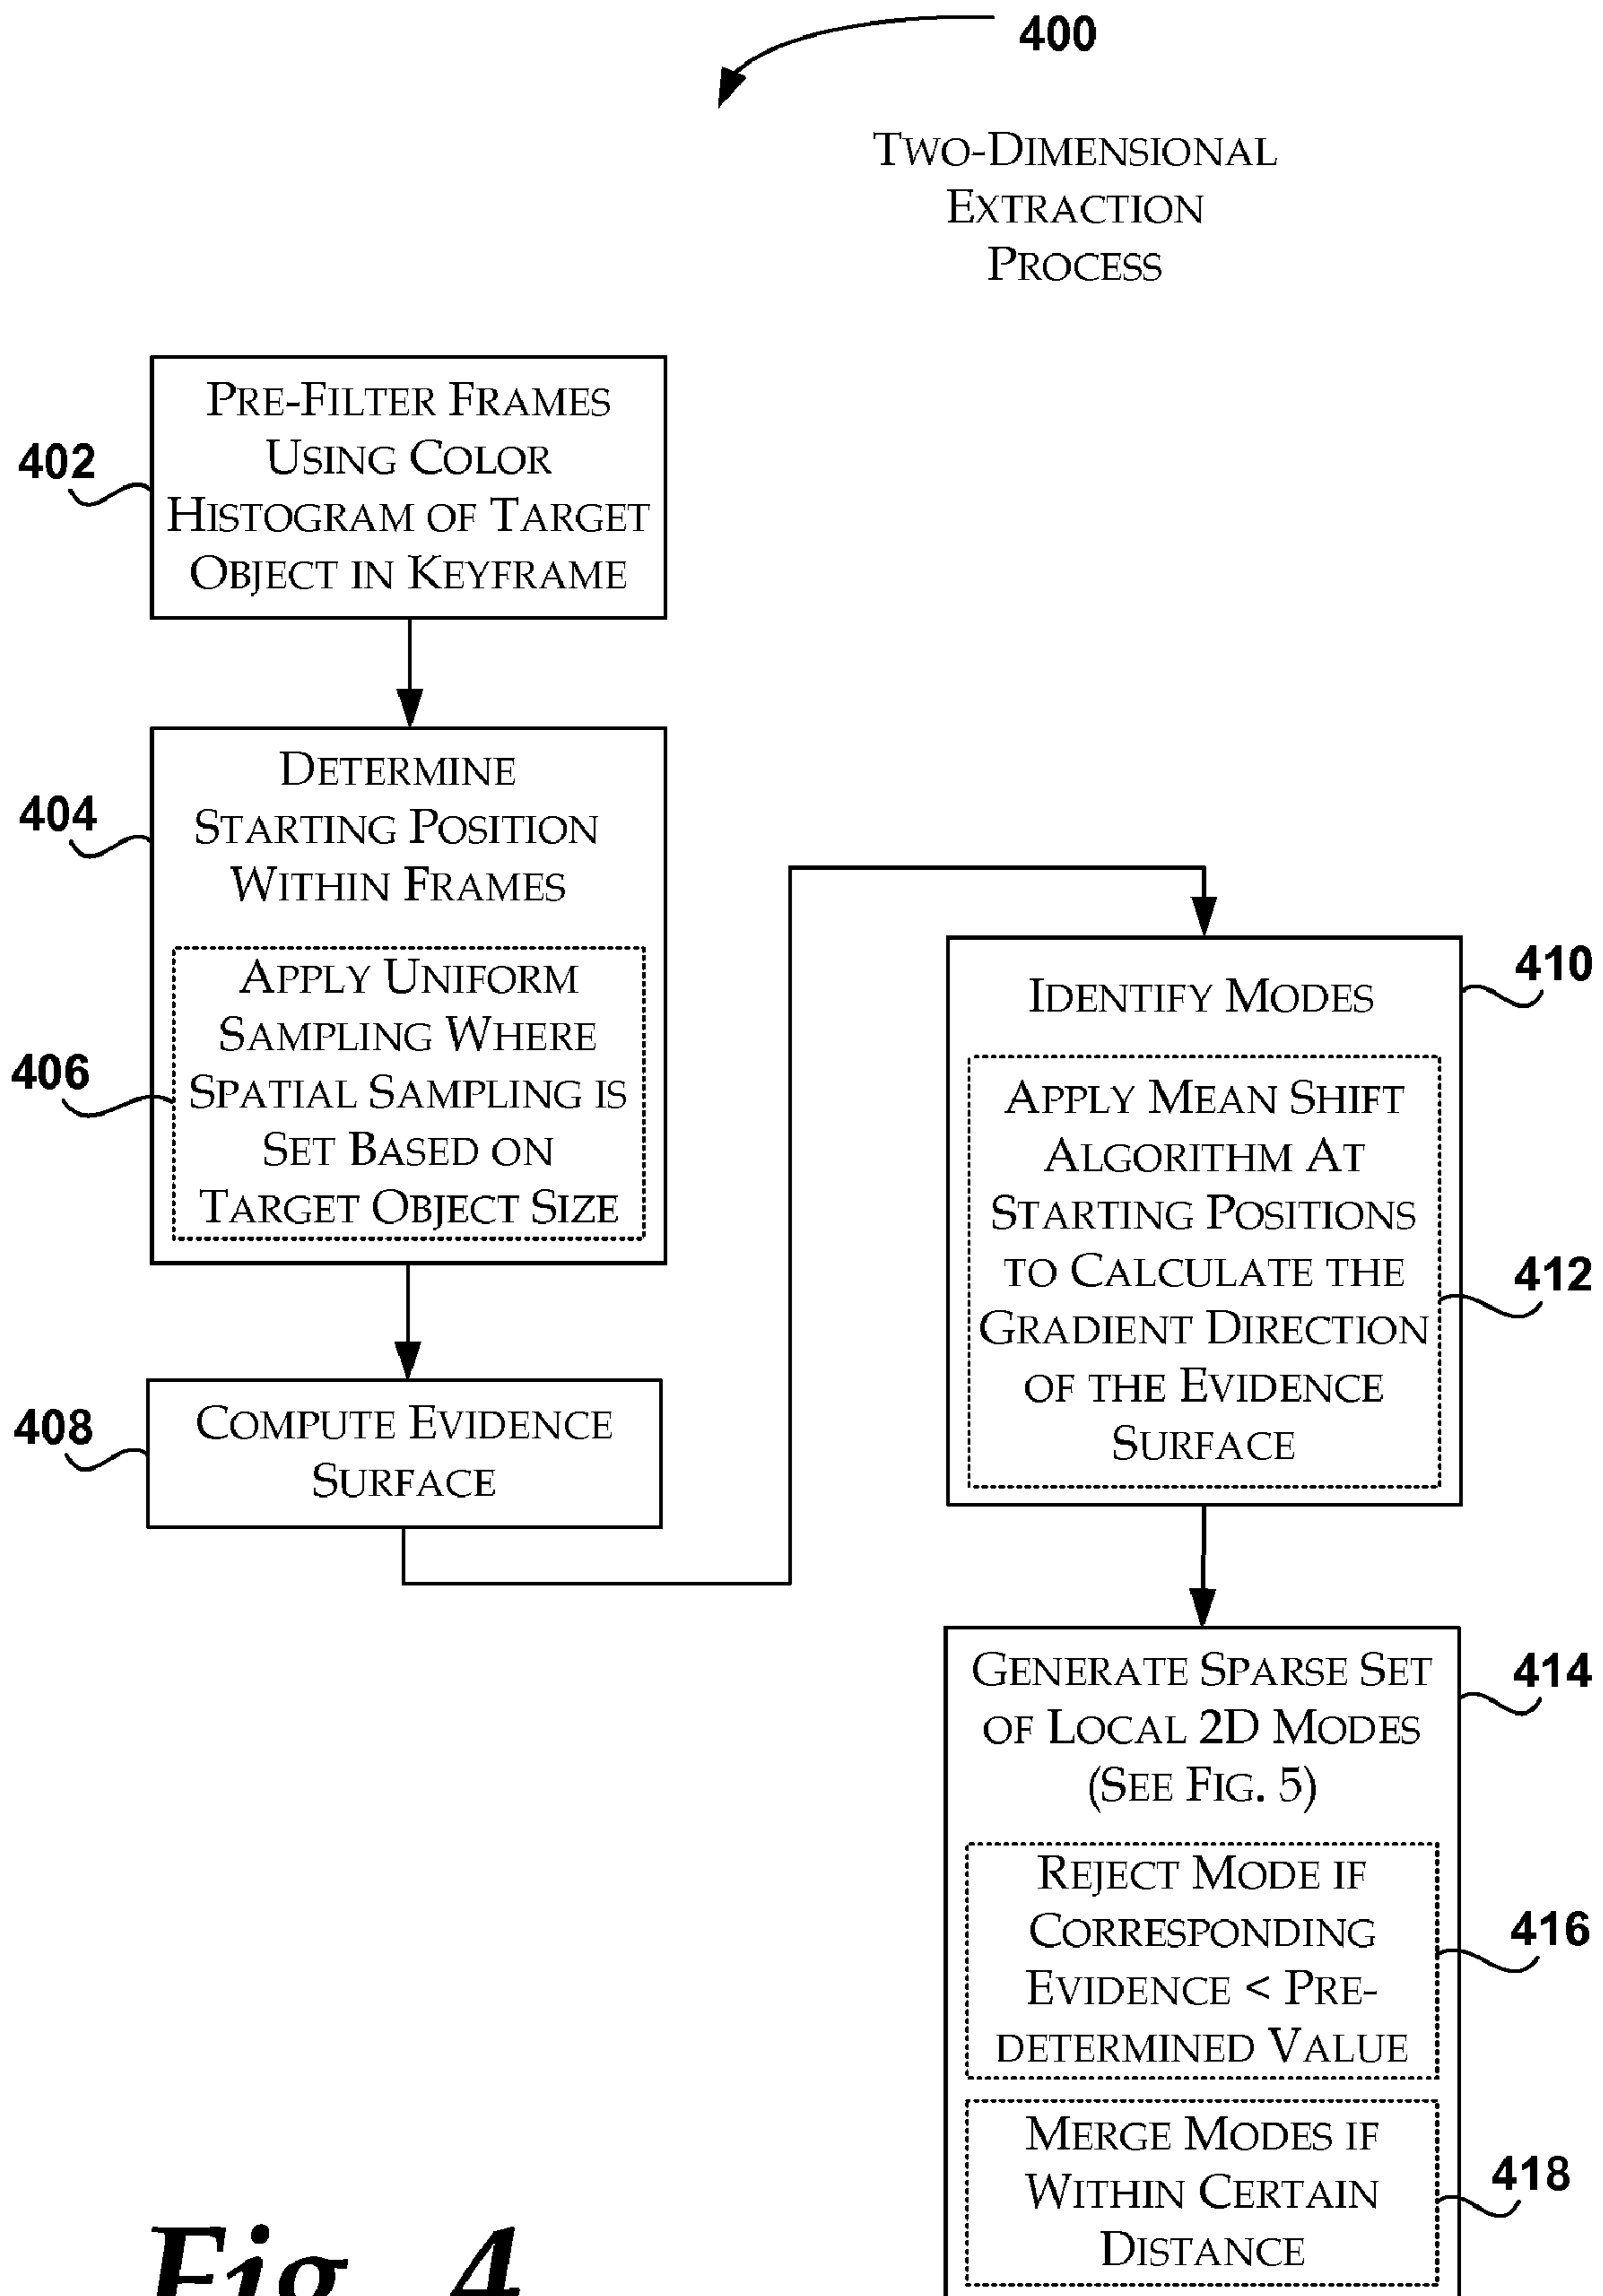 400
TWO-DIMENSIONAL
EXTRACTION
PROCESS
402
PRE-FILTER FRAMES
USING COLOR
HISTOGRAM OF TARGET
OBJECT IN KEYFRAME
404
DETERMINE
STARTING POSITION
WITHIN FRAMES
406
APPLY UNIFORM
SAMPLING WHERE
SPATIAL SAMPLING IS
SET BASED ON
TARGET OBJECT SIZE
408
COMPUTE EVIDENCE
SURFACE
410
IDENTIFY MODES
412
APPLY MEAN SHIFT
ALGORITHM AT
STARTING POSITIONS
TO CALCULATE THE
GRADIENT DIRECTION
OF THE EVIDENCE
SURFACE
414
GENERATE SPARSE SET
OF LOCAL 2D MODES
(SEE FIG. 5)
416
REJECT MODE IF
CORRESPONDING
EVIDENCE < PRE-
DETERMINED VALUE
418
MERGE MODES IF
WITHIN CERTAIN
DISTANCE
Fig. 4